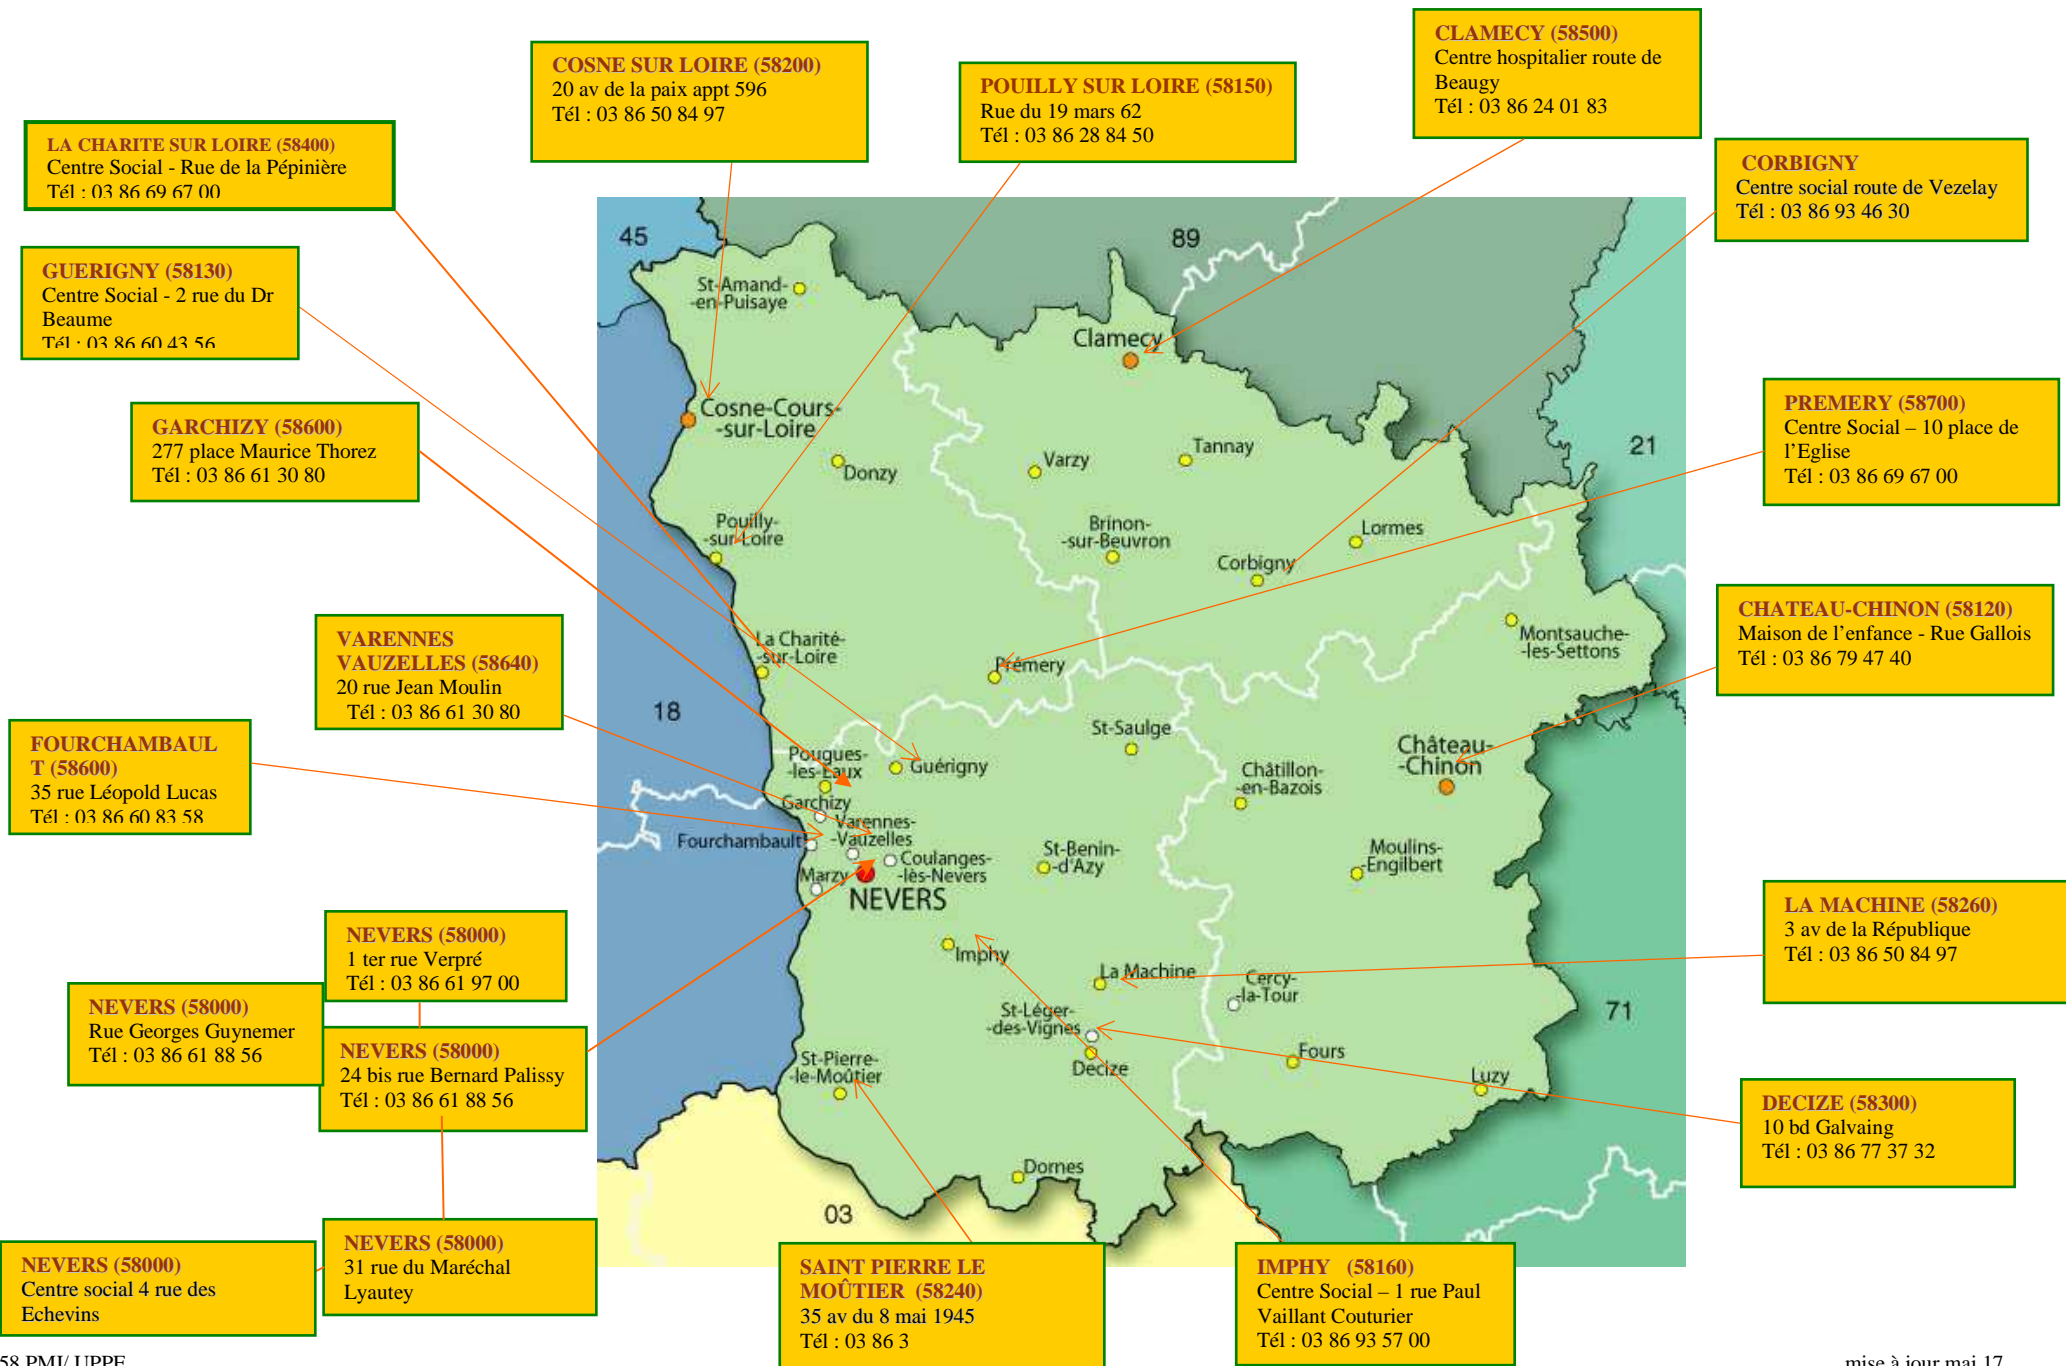 CLAMECY (58500)
Centre hospitalier route de
Beaugy
Tél : 03 86 24 01 83
COSNE SUR LOIRE (58200)
20 av de la paix appt 596
Tél : 03 86 50 84 97
POUILLY SUR LOIRE (58150)
Rue du 19 mars 62
Tél : 03 86 28 84 50
LA CHARITE SUR LOIRE (58400)
Centre Social - Rue de la Pépinière
Tél : 03 86 69 67 00
CORBIGNY
Centre social route de Vezelay
Tél : 03 86 93 46 30
GUERIGNY (58130)
Centre Social - 2 rue du Dr
Beaume
Tél : 03 86 60 43 56
GARCHIZY (58600)
277 place Maurice Thorez
Tél : 03 86 61 30 80
PREMERY (58700)
Centre Social – 10 place de
l’Eglise
Tél : 03 86 69 67 00
VARENNES
VAUZELLES (58640)
20 rue Jean Moulin
Tél : 03 86 61 30 80
CHATEAU-CHINON (58120)
Maison de l’enfance - Rue Gallois
Tél : 03 86 79 47 40
FOURCHAMBAUL
T (58600)
35 rue Léopold Lucas
Tél : 03 86 60 83 58
LA MACHINE (58260)
3 av de la République
Tél : 03 86 50 84 97
NEVERS (58000)
1 ter rue Verpré
Tél : 03 86 61 97 00
NEVERS (58000)
Rue Georges Guynemer
Tél : 03 86 61 88 56
NEVERS (58000)
24 bis rue Bernard Palissy
Tél : 03 86 61 88 56
DECIZE (58300)
10 bd Galvaing
Tél : 03 86 77 37 32
NEVERS (58000)
31 rue du Maréchal
Lyautey
NEVERS (58000)
Centre social 4 rue des
Echevins
SAINT PIERRE LE
MOÛTIER (58240)
35 av du 8 mai 1945
Tél : 03 86 3
IMPHY (58160)
Centre Social – 1 rue Paul
Vaillant Couturier
Tél : 03 86 93 57 00
45
89
21
18
71
03
St-Amand-
-en-Puisaye
Clamecy
Cosne-Cours-
-sur-Loire
Donzy
Varzy
Tannay
Pouilly-
-sur-Loire
Brinon-
-sur-Beuvron
Lormes
Corbigny
La Charité-
-sur-Loire
Prémery
Montsauche-
-les-Settons
St-Saulge
Château-
-Chinon
Pougues-
-les-Eaux
Guérigny
Châtillon-
-en-Bazois
Garchizy
Varennes-
-Vauzelles
Fourchambault
Coulanges-
-lès-Nevers
St-Benin-
-d'Azy
Moulins-
-Engilbert
Marzy
NEVERS
Imphy
La Machine
Cercy-
-la-Tour
St-Léger-
-des-Vignes
Decize
Fours
Luzy
St-Pierre-
-le-Moûtier
Dornes
58 PMI/ UPPE
mise à jour mai 17